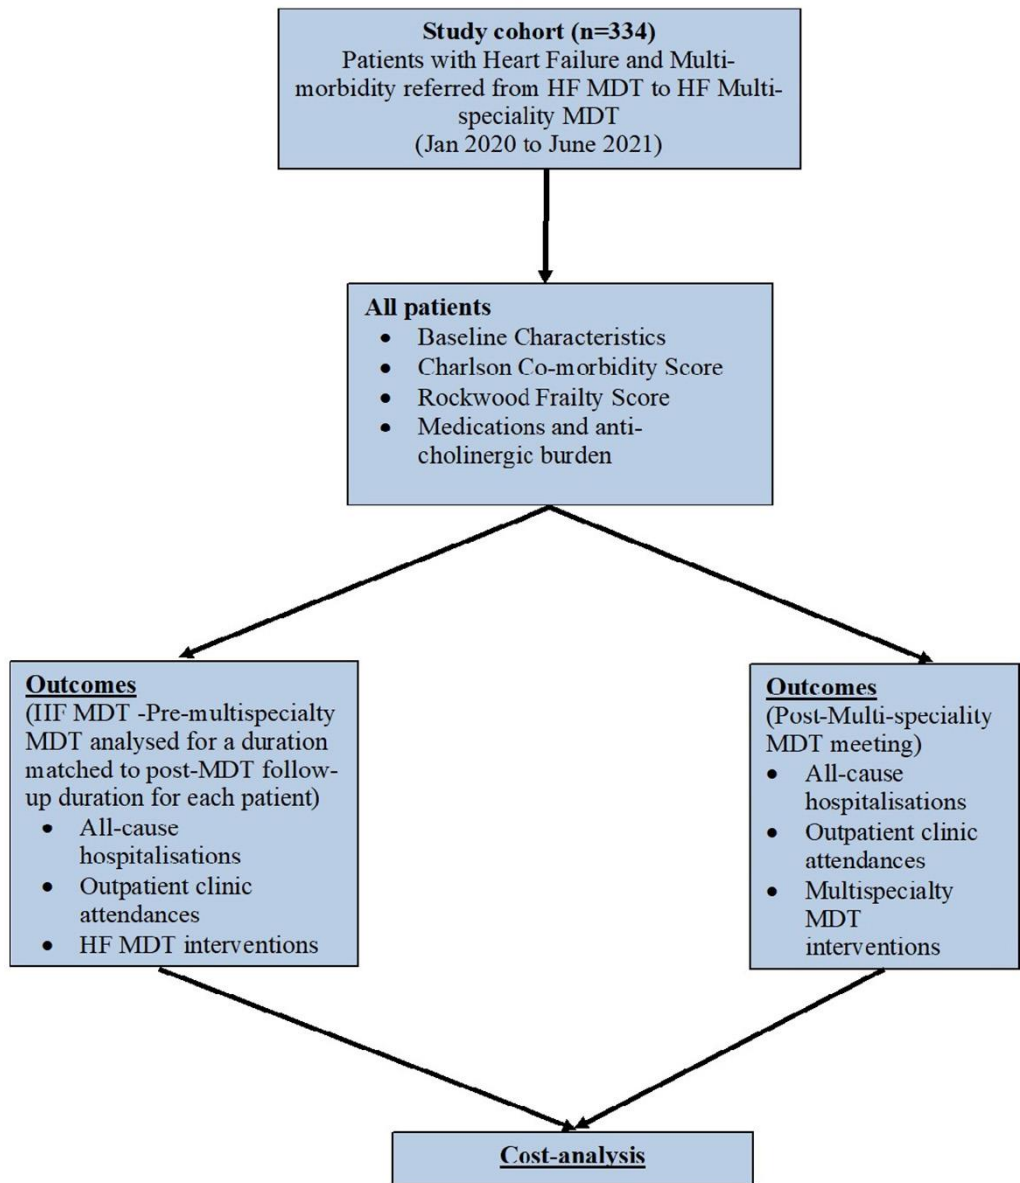 Study cohort (n=334)
Patients with Heart Failure and Multi-
morbidity referred from HF MDT to HF Multi-
speciality MDT
(Jan 2020 to June 2021)
All patients
• Baseline Characteristics
• Charlson Co-morbidity Score
• Rockwood Frailty Score
• Medications and anti-
cholinergic burden
Outcomes
(IIF MDT -Pre-multispecialty
MDT analysed for a duration
matched to post-MDT follow-
up duration for each patient)
• All-cause
hospitalisations
• Outpatient clinic
attendances
• HF MDT interventions
Outcomes
(Post-Multi-speciality
MDT meeting)
• All-cause
hospitalisations
• Outpatient clinic
attendances
• Multispecialty
MDT
interventions
Cost-analysis